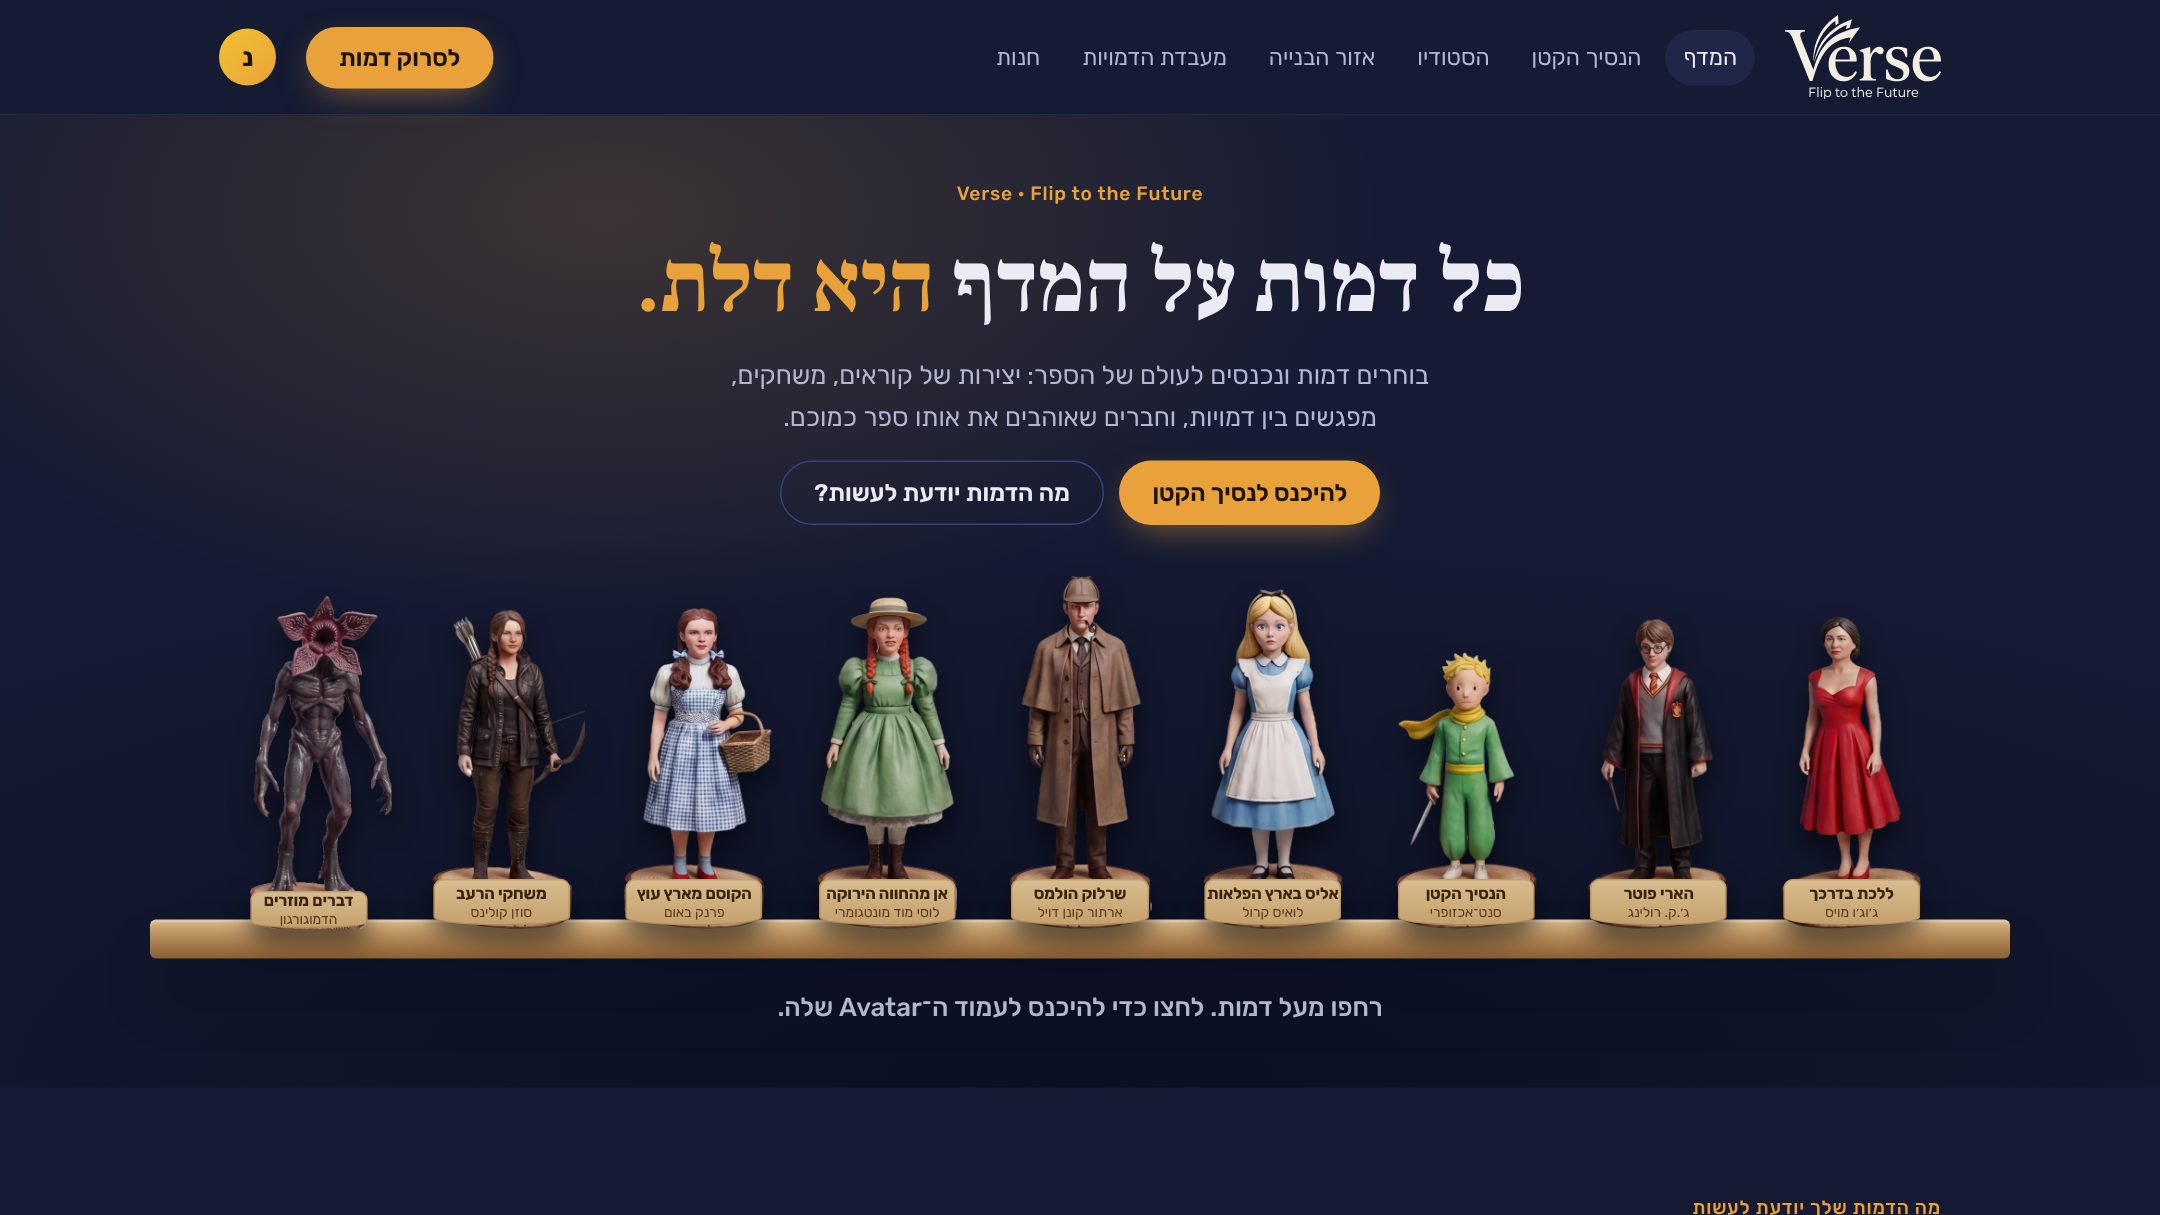 Verse
Flip to the Future
המדף
הנסיך הקטן
הסטודיו
אזור הבנייה
מעבדת הדמויות
חנות
לסרוק דמות
נ
Verse • Flip to the Future
כל דמות על המדף היא דלת.
בוחרים דמות ונכנסים לעולם של הספר: יצירות של קוראים, משחקים,
מפגשים בין דמויות, וחברים שאוהבים את אותו ספר כמוכם.
להיכנס לנסיך הקטן
מה הדמות יודעת לעשות?
ללכת בדרכך
ג'וג'ו מויס
הארי פוטר
ג'.ק. רולינג
הנסיך הקטן
סנט־אכזופרי
אליס בארץ הפלאות
לואיס קרול
שרלוק הולמס
ארתור קונן דויל
אן מהחווה הירוקה
לוסי מוד מונטגומרי
הקוסם מארץ עוץ
פרנק באום
משחקי הרעב
סוזן קולינס
דברים מוזרים
הדמוגורגון
רחפו מעל דמות. לחצו כדי להיכנס לעמוד ה־Avatar שלה.
מה הדמות שלך יודעת לעשות